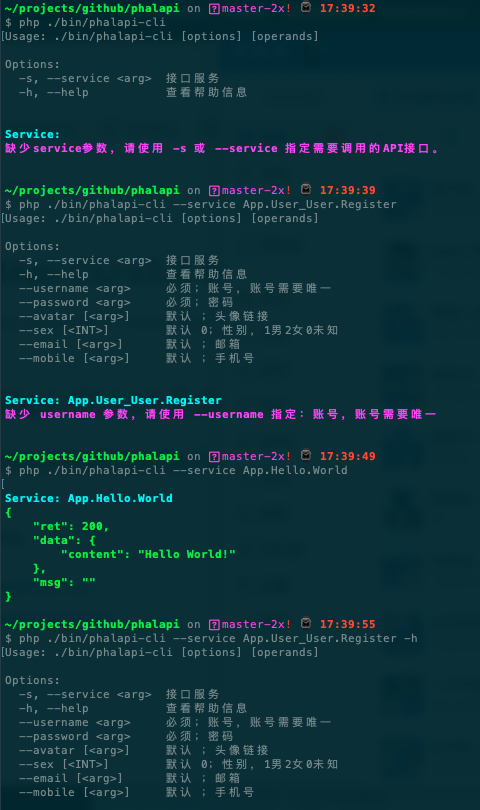 ~/projects/github/phalapi on master-2x! 17:39:32
$ php ./bin/phalapi-cli
[Usage: ./bin/phalapi-cli [options] [operands]
Options:
-s, --service <arg> 接口服务
-h, --help 查看帮助信息
Service:
缺少service参数，请使用 -s 或 --service 指定需要调用的API接口。
~/projects/github/phalapi on master-2x! 17:39:39
$ php ./bin/phalapi-cli --service App.User_User.Register
[Usage: ./bin/phalapi-cli [options] [operands]
Options:
-s, --service <arg> 接口服务
-h, --help 查看帮助信息
--username <arg> 必须；账号，账号需要唯一
--password <arg> 必须；密码
--avatar [<arg>] 默认 ；头像链接
--sex [<INT>] 默认 0；性别，1男2女0未知
--email [<arg>] 默认 ；邮箱
--mobile [<arg>] 默认 ；手机号
Service: App.User_User.Register
缺少 username 参数，请使用 --username 指定：账号，账号需要唯一
~/projects/github/phalapi on master-2x! 17:39:49
$ php ./bin/phalapi-cli --service App.Hello.World
[
Service: App.Hello.World
{
"ret": 200,
"data": {
"content": "Hello World!"
},
"msg": ""
}
~/projects/github/phalapi on master-2x! 17:39:55
$ php ./bin/phalapi-cli --service App.User_User.Register -h
[Usage: ./bin/phalapi-cli [options] [operands]
Options:
-s, --service <arg> 接口服务
-h, --help 查看帮助信息
--username <arg> 必须；账号，账号需要唯一
--password <arg> 必须；密码
--avatar [<arg>] 默认 ；头像链接
--sex [<INT>] 默认 0；性别，1男2女0未知
--email [<arg>] 默认 ；邮箱
--mobile [<arg>] 默认 ；手机号